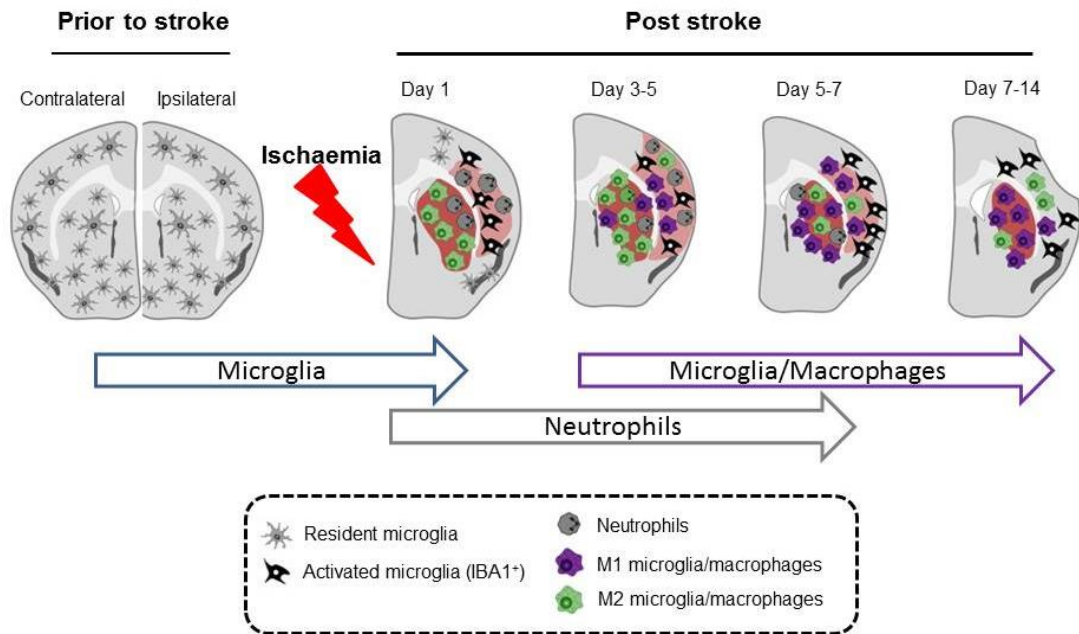 Prior to stroke
Post stroke
Contralateral
Ipsilateral
Day 1
Day 3-5
Day 5-7
Day 7-14
Ischaemia
Microglia
Microglia/Macrophages
Neutrophils
Resident microglia
Activated microglia (IBA1⁺)
Neutrophils
M1 microglia/macrophages
M2 microglia/macrophages